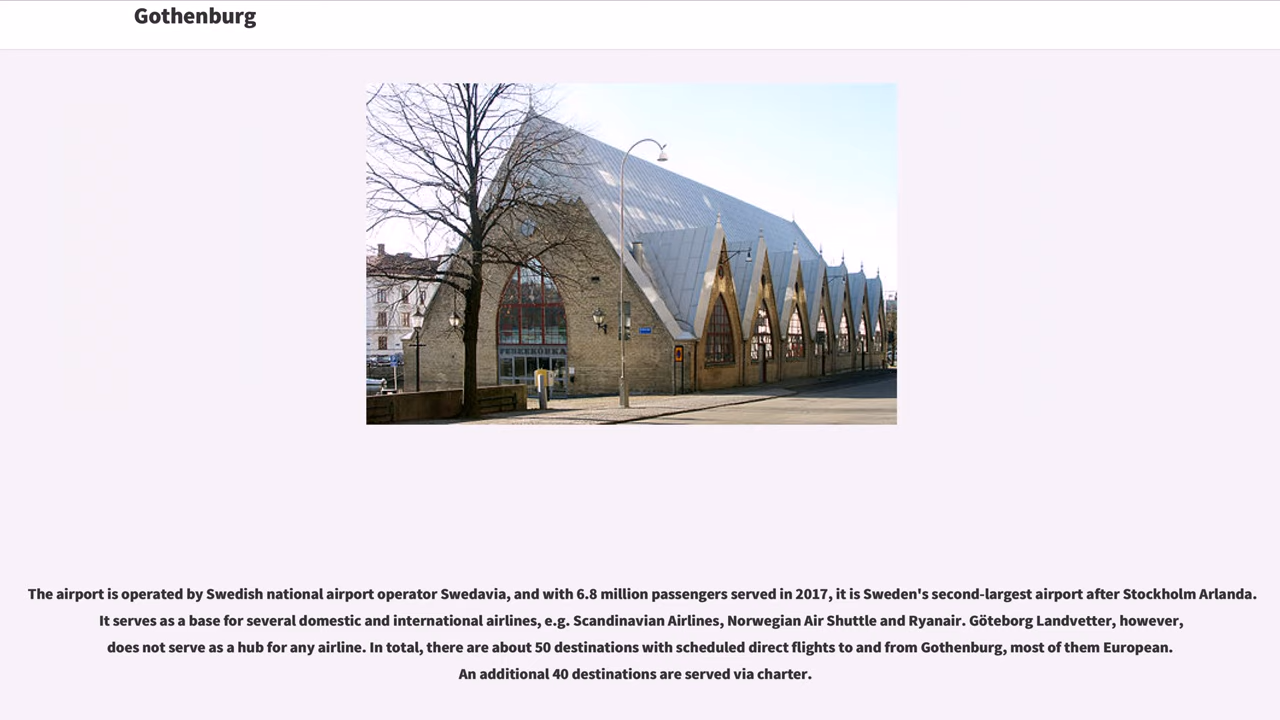 Gothenburg
FESKEKÖRKA
The airport is operated by Swedish national airport operator Swedavia, and with 6.8 million passengers served in 2017, it is Sweden's second-largest airport after Stockholm Arlanda.
It serves as a base for several domestic and international airlines, e.g. Scandinavian Airlines, Norwegian Air Shuttle and Ryanair. Göteborg Landvetter, however,
does not serve as a hub for any airline. In total, there are about 50 destinations with scheduled direct flights to and from Gothenburg, most of them European.
An additional 40 destinations are served via charter.